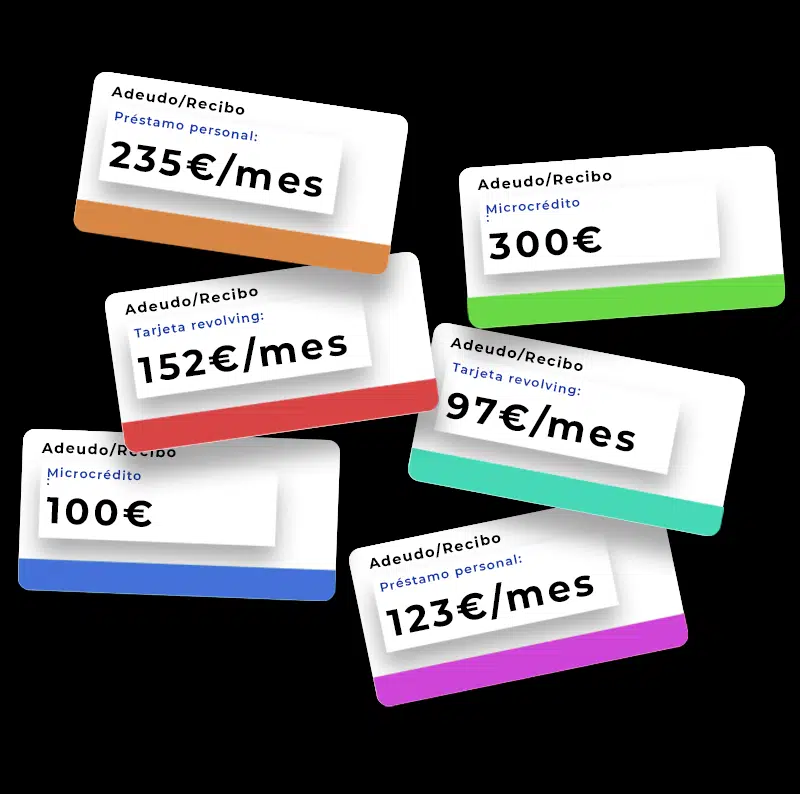 Adeudo/Recibo
Préstamo personal:
235€/mes
Adeudo/Recibo
Microcrédito
:
300€
Adeudo/Recibo
Tarjeta revolving:
152€/mes
Adeudo/Recibo
Tarjeta revolving:
97€/mes
Adeudo/Recibo
Microcrédito
:
100€
Adeudo/Recibo
Préstamo personal:
123€/mes